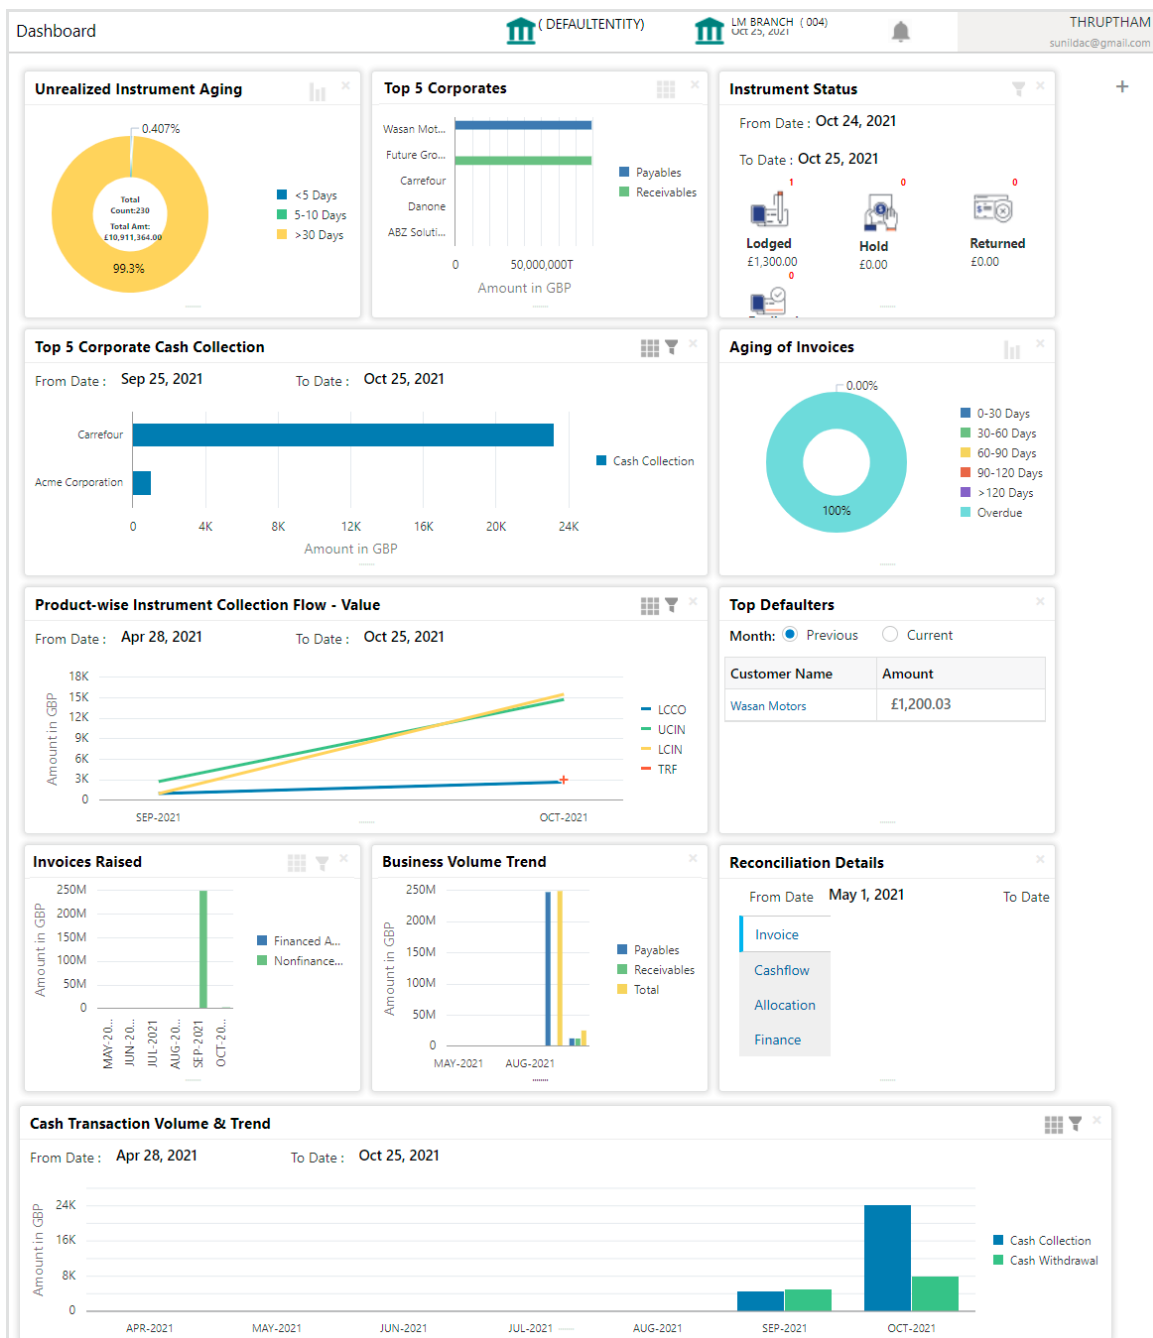 Dashboard
( DEFAULTENTITY)
LM BRANCH ( 004)
Oct 25, 2021
THRUPTHAM
sunildac@gmail.com
Unrealized Instrument Aging
0.407%
Total
Count:230
Total Amt:
£10,911,364.00
99.3%
<5 Days
5-10 Days
>30 Days
Top 5 Corporates
Wasan Mot...
Future Gro...
Carrefour
Danone
ABZ Soluti...
0 50,000,000T
Amount in GBP
Payables
Receivables
Instrument Status
From Date : Oct 24, 2021
To Date : Oct 25, 2021
1
Lodged
£1,300.00
0
Hold
£0.00
0
Returned
£0.00
0
Top 5 Corporate Cash Collection
From Date : Sep 25, 2021 To Date : Oct 25, 2021
Carrefour
Acme Corporation
0 4K 8K 12K 16K 20K 24K
Amount in GBP
Cash Collection
Aging of Invoices
0.00%
100%
0-30 Days
30-60 Days
60-90 Days
90-120 Days
>120 Days
Overdue
Product-wise Instrument Collection Flow - Value
From Date : Apr 28, 2021 To Date : Oct 25, 2021
Amount in GBP
18K
15K
12K
9K
6K
3K
0
SEP-2021 OCT-2021
LCCO
UCIN
LCIN
TRF
Top Defaulters
Month: Previous Current
Customer Name Amount
Wasan Motors £1,200.03
Invoices Raised
Amount in GBP
250M
200M
150M
100M
50M
0
MAY-20...
JUN-20...
JUL-2021
AUG-20...
SEP-2021
OCT-20...
Financed A...
Nonfinance...
Business Volume Trend
Amount in GBP
250M
200M
150M
100M
50M
0
MAY-2021 AUG-2021
Payables
Receivables
Total
Reconciliation Details
From Date May 1, 2021 To Date
Invoice
Cashflow
Allocation
Finance
Cash Transaction Volume & Trend
From Date : Apr 28, 2021 To Date : Oct 25, 2021
Amount in GBP
24K
16K
8K
0
APR-2021 MAY-2021 JUN-2021 JUL-2021 AUG-2021 SEP-2021 OCT-2021
Cash Collection
Cash Withdrawal